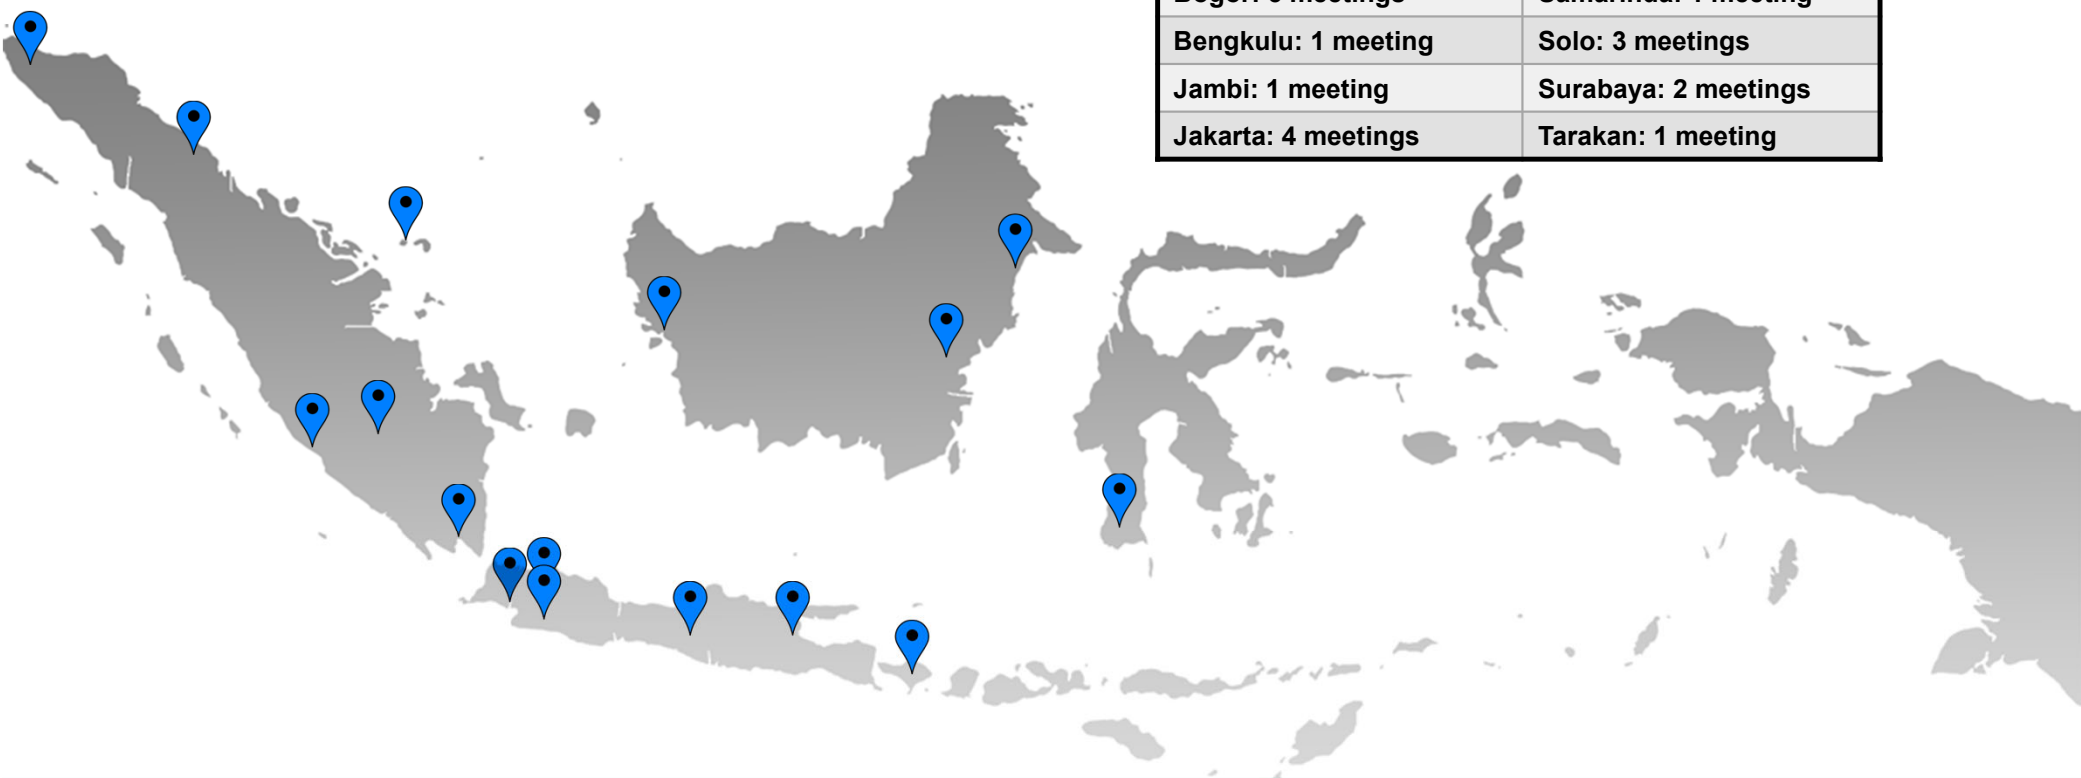 Bengkulu: 1 meeting
Solo: 3 meetings
Jambi: 1 meeting
Surabaya: 2 meetings
Jakarta: 4 meetings
Tarakan: 1 meeting